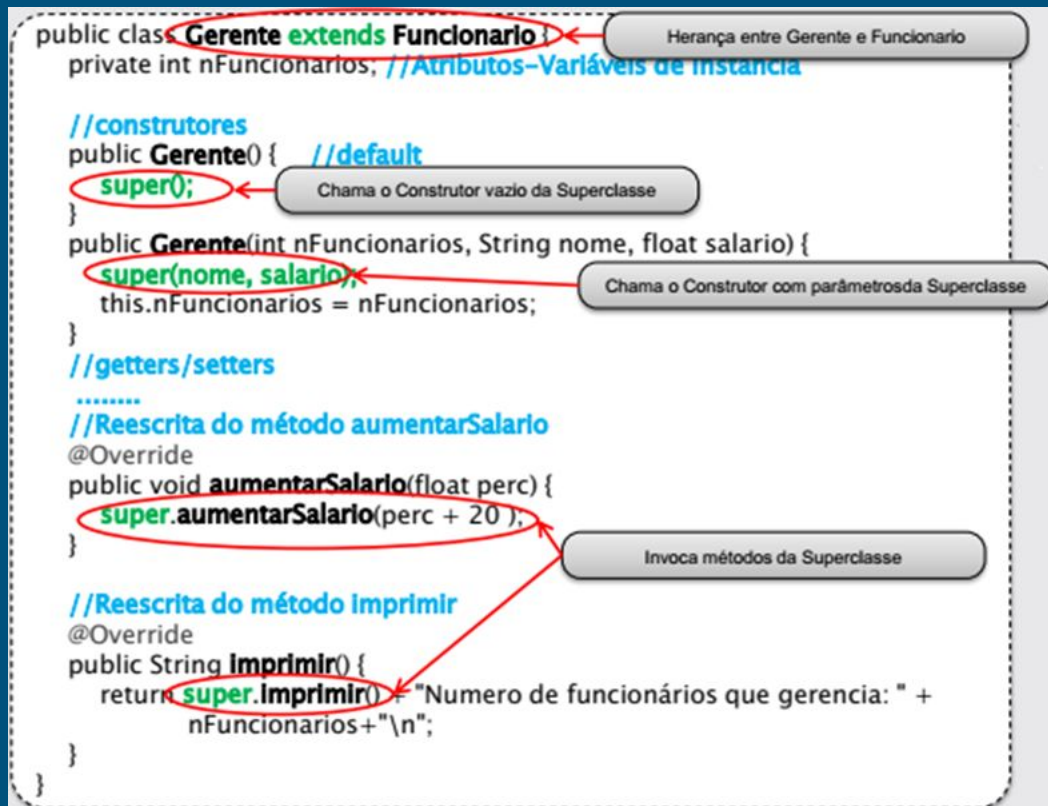 public class Gerente extends Funcionario {
Herança entre Gerente e Funcionario
private int nFuncionarios; //Atributos-Variáveis de instancia
//construtores
public Gerente() { //default
super();
Chama o Construtor vazio da Superclasse
}
public Gerente(int nFuncionarios, String nome, float salario) {
super(nome, salario);
Chama o Construtor com parâmetrosda Superclasse
this.nFuncionarios = nFuncionarios;
}
//getters/setters
........
//Reescrita do método aumentarSalario
@Override
public void aumentarSalario(float perc) {
super.aumentarSalario(perc + 20 );
}
Invoca métodos da Superclasse
//Reescrita do método imprimir
@Override
public String imprimir() {
return super.imprimir() + "Numero de funcionários que gerencia: " +
nFuncionarios+"\n";
}
}